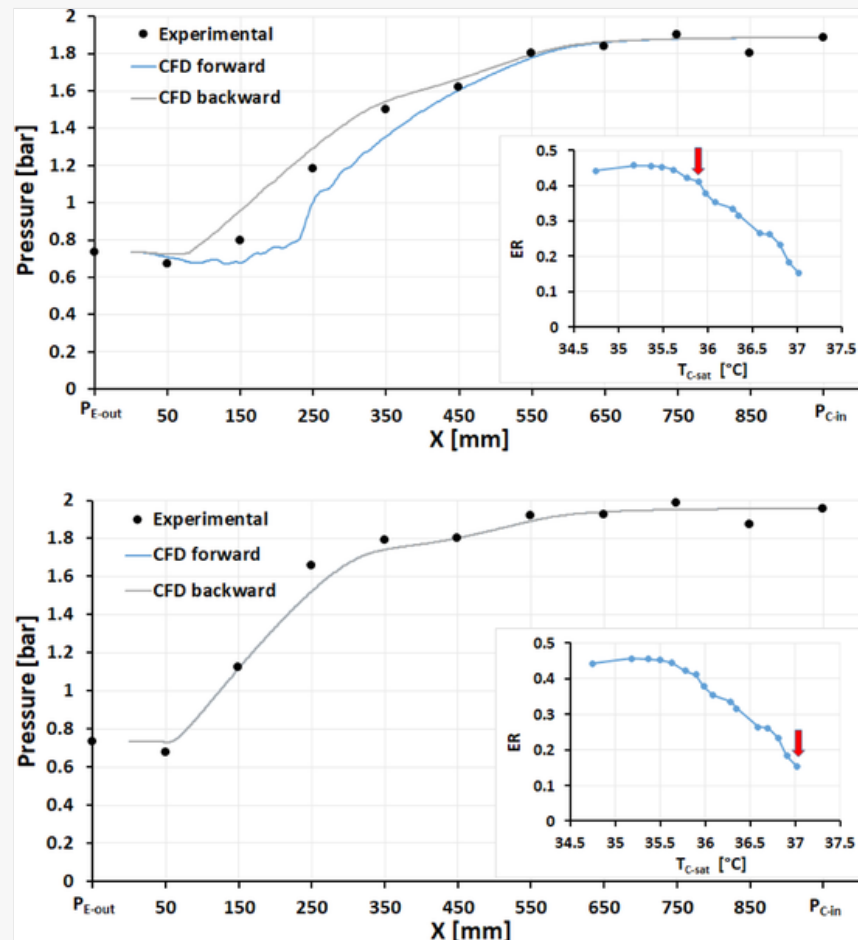 2
1.8
1.6
1.4
1.2
1
0.8
0.6
0.4
0.2
0
Pressure [bar]
Experimental
CFD forward
CFD backward
P_E-out 50 150 250 350 450 550 650 750 850 P_C-in
X [mm]
0.5
0.4
0.3
0.2
0.1
0
ER
34.5 35 35.5 36 36.5 37 37.5
T_C-sat [°C]
2
1.8
1.6
1.4
1.2
1
0.8
0.6
0.4
0.2
0
Pressure [bar]
Experimental
CFD forward
CFD backward
P_E-out 50 150 250 350 450 550 650 750 850 P_C-in
X [mm]
0.5
0.4
0.3
0.2
0.1
0
ER
34.5 35 35.5 36 36.5 37 37.5
T_C-sat [°C]